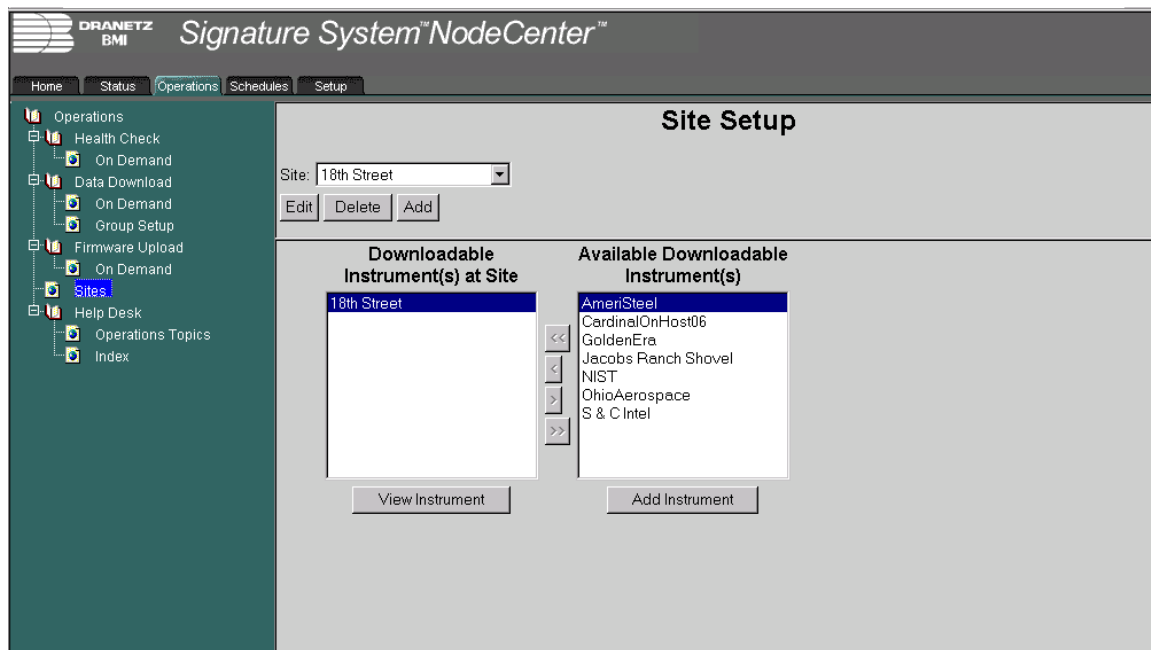 DRANETZ
BMI
Signature System™NodeCenter™
Home Status Operations Schedules Setup
Operations
Health Check
On Demand
Data Download
On Demand
Group Setup
Firmware Upload
On Demand
Sites
Help Desk
Operations Topics
Index
Site Setup
Site: 18th Street
Edit Delete Add
Downloadable
Instrument(s) at Site
18th Street
View Instrument
<<
<
>
>>
Available Downloadable
Instrument(s)
AmeriSteel
CardinalOnHost06
GoldenEra
Jacobs Ranch Shovel
NIST
OhioAerospace
S & C Intel
Add Instrument